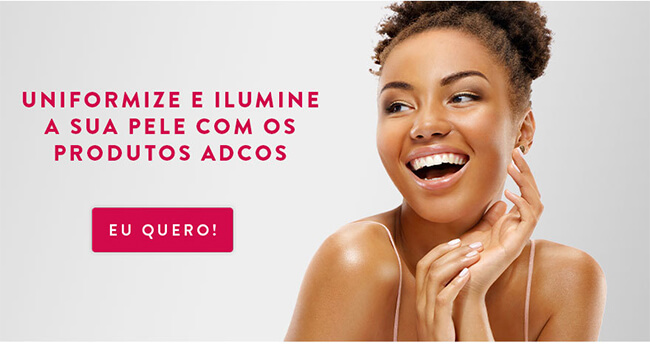 UNIFORMIZE E ILUMINE
A SUA PELE COM OS
PRODUTOS ADCOS
EU QUERO!